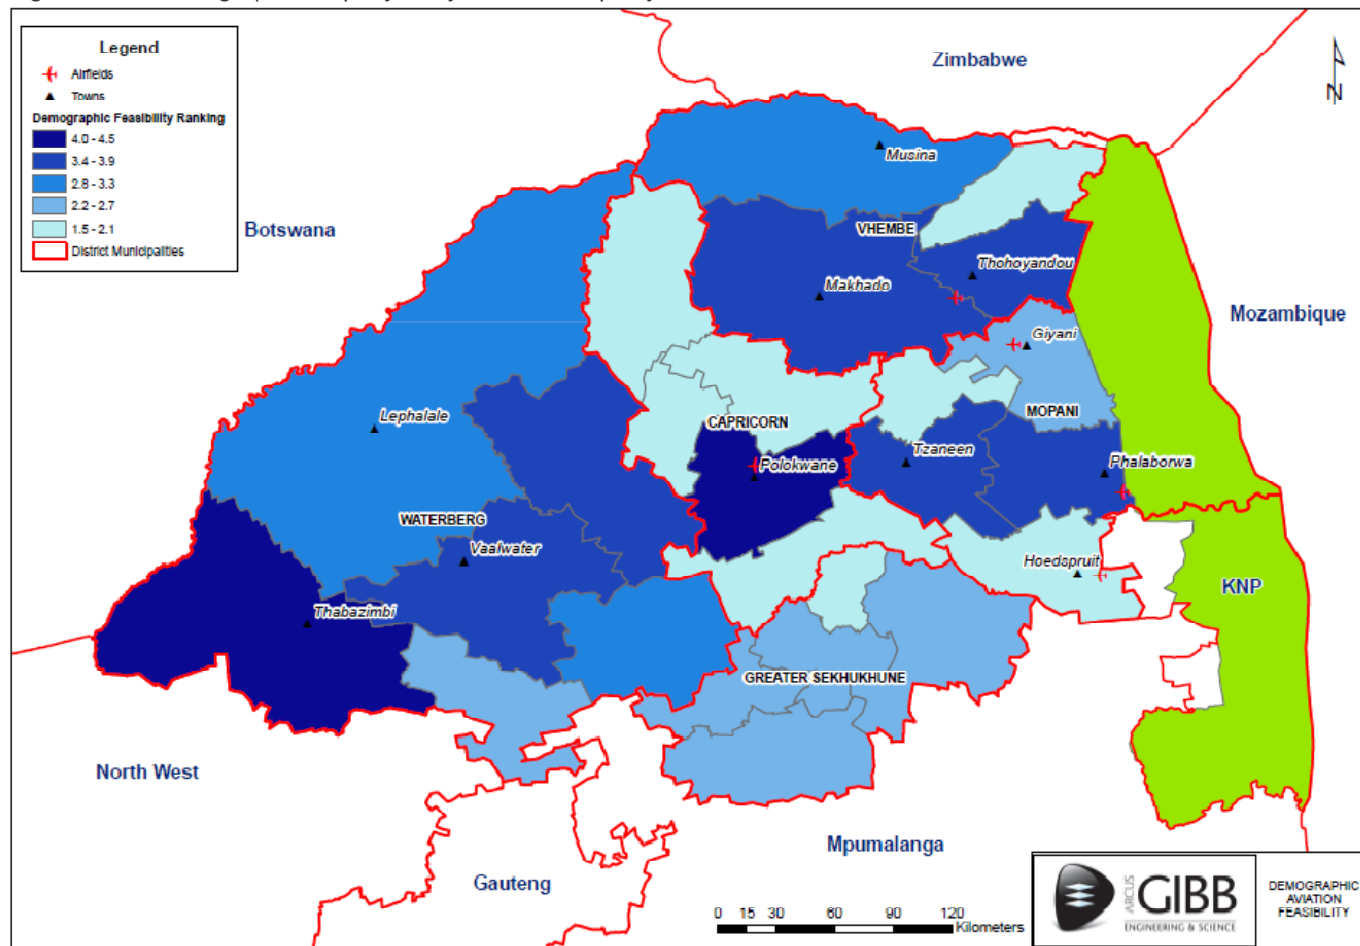 Legend
Airfields
Towns
Demographic Feasibility Ranking
4.0 - 4.5
3.4 - 3.9
2.8 - 3.3
2.2 - 2.7
1.5 - 2.1
District Municipalities
Zimbabwe
N
Musina
Botswana
VHEMBE
Thohoyandou
Makhado
Mozambique
Giyani
Lephalale
CAPRICORN
MOPANI
Tzaneen
Polokwane
Phalaborwa
WATERBERG
Vaalwater
Hoedspruit
KNP
Thabazimbi
GREATER SEKHUKHUNE
North West
Mpumalanga
Gauteng
0 15 30 60 90 120
Kilometers
ARCUS
GIBB
ENGINEERING & SCIENCE
DEMOGRAPHIC
AVIATION
FEASIBILITY